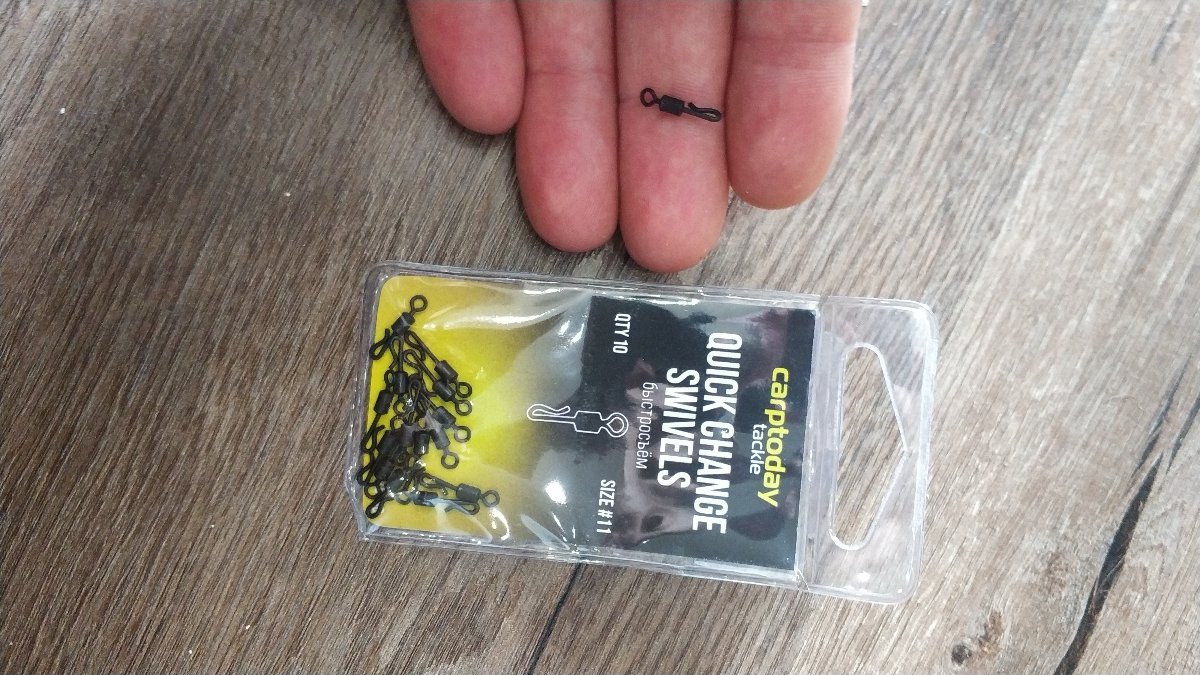 carptoday
tackle
QUICK CHANGE
SWIVELS
быстросъём
QTY 10
SIZE #11